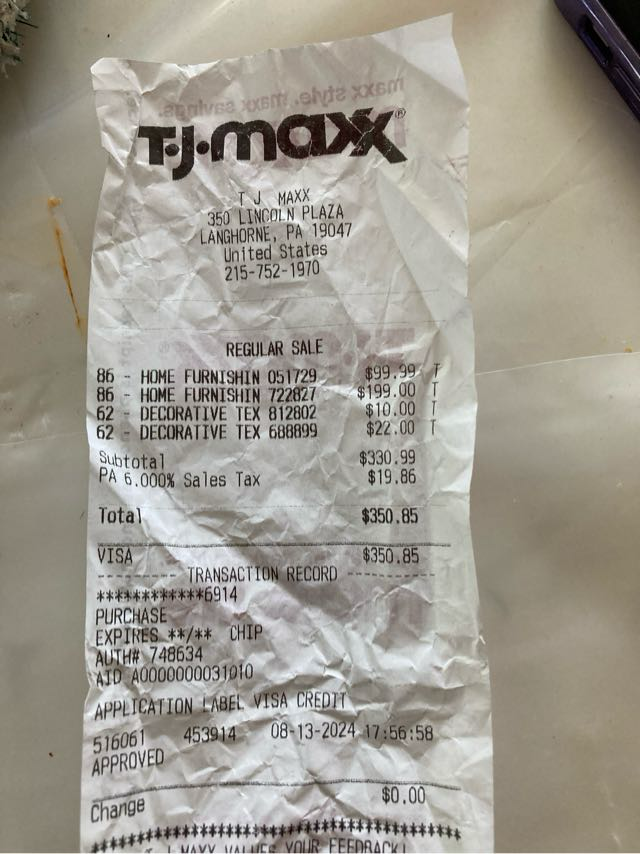 maxx style. maxx savings.
T·J·maxx®
T J MAXX
350 LINCOLN PLAZA
LANGHORNE, PA 19047
United States
215-752-1970
REGULAR SALE
86 - HOME FURNISHIN 051729 $99.99 T
86 - HOME FURNISHIN 722827 $199.00 T
62 - DECORATIVE TEX 812802 $10.00 T
62 - DECORATIVE TEX 688899 $22.00 T
Subtotal $330.99
PA 6.000% Sales Tax $19.86
Total $350.85
VISA $350.85
--------- TRANSACTION RECORD ----------
************6914
PURCHASE
EXPIRES **/** CHIP
AUTH# 748634
AID A0000000031010
APPLICATION LABEL VISA CREDIT
516061 453914 08-13-2024 17:56:58
APPROVED
Change $0.00
T J MAXX VALUES YOUR FEEDBACK!